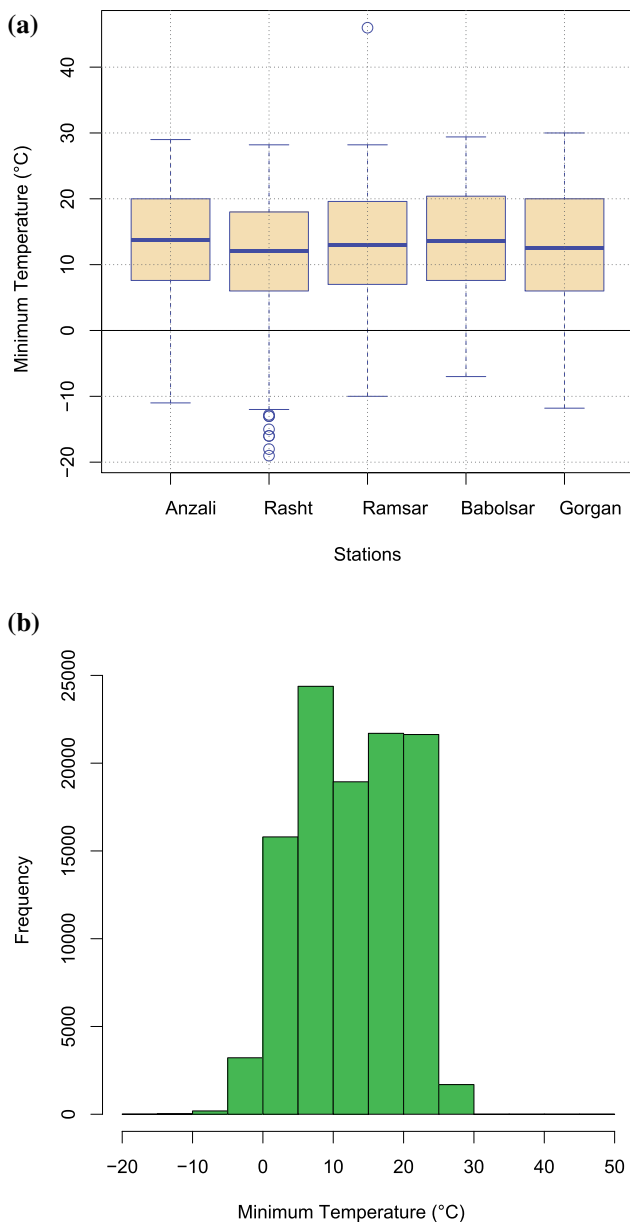 (a)
Minimum Temperature (°C)
40
30
20
10
0
−10
−20
Anzali Rasht Ramsar Babolsar Gorgan
Stations
(b)
Frequency
25000
20000
15000
10000
5000
0
−20 −10 0 10 20 30 40 50
Minimum Temperature (°C)